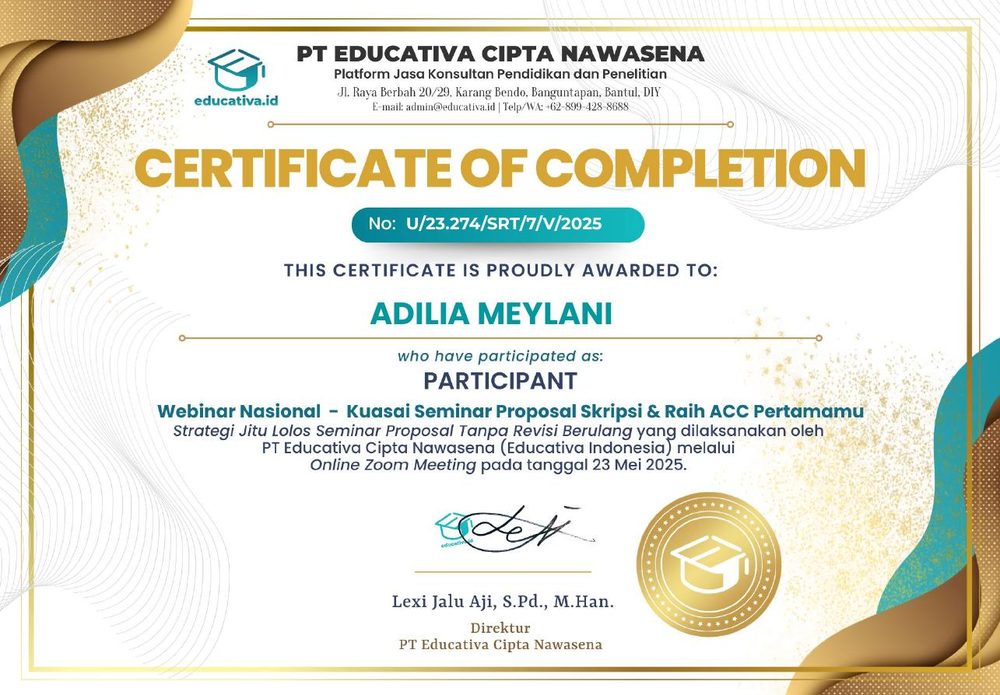 educativa.id
PT EDUCATIVA CIPTA NAWASENA
Platform Jasa Konsultan Pendidikan dan Penelitian
Jl. Raya Berbah 20/29, Karang Bendo, Banguntapan, Bantul, DIY
E-mail: admin@educativa.id | Telp/WA: +62-899-428-8688
CERTIFICATE OF COMPLETION
No: U/23.274/SRT/7/V/2025
THIS CERTIFICATE IS PROUDLY AWARDED TO:
ADILIA MEYLANI
who have participated as:
PARTICIPANT
Webinar Nasional - Kuasai Seminar Proposal Skripsi & Raih ACC Pertamamu
Strategi Jitu Lolos Seminar Proposal Tanpa Revisi Berulang yang dilaksanakan oleh
PT Educativa Cipta Nawasena (Educativa Indonesia) melalui
Online Zoom Meeting pada tanggal 23 Mei 2025.
educativa.id
Lexi Jalu Aji, S.Pd., M.Han.
Direktur
PT Educativa Cipta Nawasena